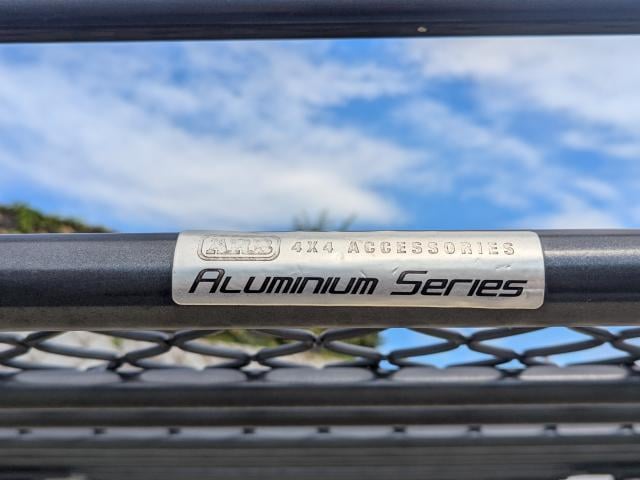 ARB 4X4 ACCESSORIES
ALUMINIUM SERIES